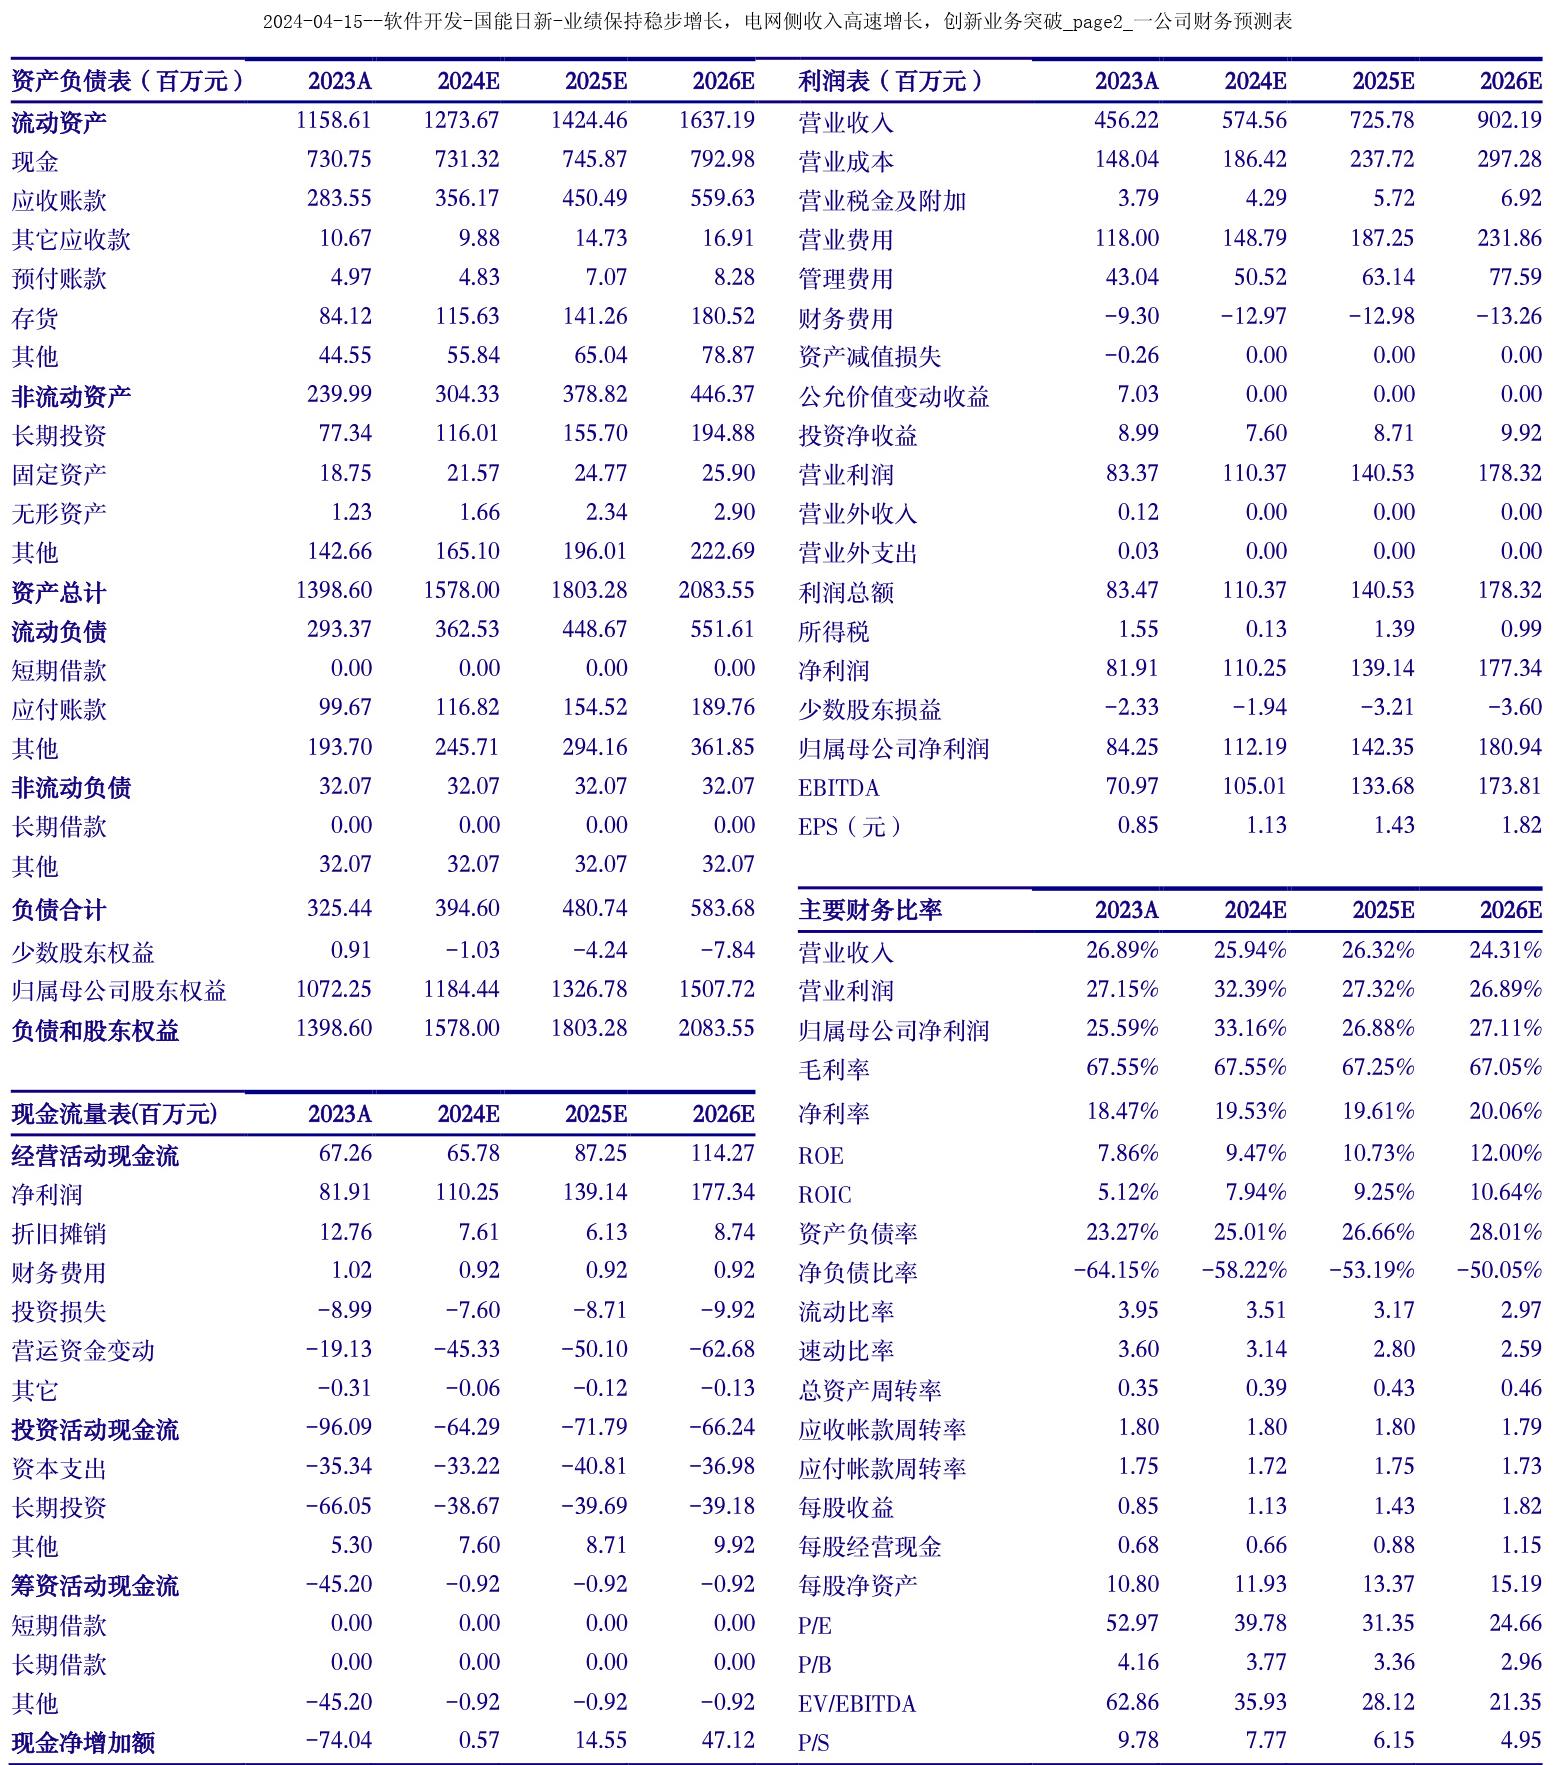 2024-04-15--软件开发-国能日新-业绩保持稳步增长，电网侧收入高速增长，创新业务突破_page2_一公司财务预测表
资产负债表（百万元） 2023A 2024E 2025E 2026E
流动资产 1158.61 1273.67 1424.46 1637.19
现金 730.75 731.32 745.87 792.98
应收账款 283.55 356.17 450.49 559.63
其它应收款 10.67 9.88 14.73 16.91
预付账款 4.97 4.83 7.07 8.28
存货 84.12 115.63 141.26 180.52
其他 44.55 55.84 65.04 78.87
非流动资产 239.99 304.33 378.82 446.37
长期投资 77.34 116.01 155.70 194.88
固定资产 18.75 21.57 24.77 25.90
无形资产 1.23 1.66 2.34 2.90
其他 142.66 165.10 196.01 222.69
资产总计 1398.60 1578.00 1803.28 2083.55
流动负债 293.37 362.53 448.67 551.61
短期借款 0.00 0.00 0.00 0.00
应付账款 99.67 116.82 154.52 189.76
其他 193.70 245.71 294.16 361.85
非流动负债 32.07 32.07 32.07 32.07
长期借款 0.00 0.00 0.00 0.00
其他 32.07 32.07 32.07 32.07
负债合计 325.44 394.60 480.74 583.68
少数股东权益 0.91 -1.03 -4.24 -7.84
归属母公司股东权益 1072.25 1184.44 1326.78 1507.72
负债和股东权益 1398.60 1578.00 1803.28 2083.55
现金流量表(百万元) 2023A 2024E 2025E 2026E
经营活动现金流 67.26 65.78 87.25 114.27
净利润 81.91 110.25 139.14 177.34
折旧摊销 12.76 7.61 6.13 8.74
财务费用 1.02 0.92 0.92 0.92
投资损失 -8.99 -7.60 -8.71 -9.92
营运资金变动 -19.13 -45.33 -50.10 -62.68
其它 -0.31 -0.06 -0.12 -0.13
投资活动现金流 -96.09 -64.29 -71.79 -66.24
资本支出 -35.34 -33.22 -40.81 -36.98
长期投资 -66.05 -38.67 -39.69 -39.18
其他 5.30 7.60 8.71 9.92
筹资活动现金流 -45.20 -0.92 -0.92 -0.92
短期借款 0.00 0.00 0.00 0.00
长期借款 0.00 0.00 0.00 0.00
其他 -45.20 -0.92 -0.92 -0.92
现金净增加额 -74.04 0.57 14.55 47.12
利润表（百万元） 2023A 2024E 2025E 2026E
营业收入 456.22 574.56 725.78 902.19
营业成本 148.04 186.42 237.72 297.28
营业税金及附加 3.79 4.29 5.72 6.92
营业费用 118.00 148.79 187.25 231.86
管理费用 43.04 50.52 63.14 77.59
财务费用 -9.30 -12.97 -12.98 -13.26
资产减值损失 -0.26 0.00 0.00 0.00
公允价值变动收益 7.03 0.00 0.00 0.00
投资净收益 8.99 7.60 8.71 9.92
营业利润 83.37 110.37 140.53 178.32
营业外收入 0.12 0.00 0.00 0.00
营业外支出 0.03 0.00 0.00 0.00
利润总额 83.47 110.37 140.53 178.32
所得税 1.55 0.13 1.39 0.99
净利润 81.91 110.25 139.14 177.34
少数股东损益 -2.33 -1.94 -3.21 -3.60
归属母公司净利润 84.25 112.19 142.35 180.94
EBITDA 70.97 105.01 133.68 173.81
EPS（元） 0.85 1.13 1.43 1.82
主要财务比率 2023A 2024E 2025E 2026E
营业收入 26.89% 25.94% 26.32% 24.31%
营业利润 27.15% 32.39% 27.32% 26.89%
归属母公司净利润 25.59% 33.16% 26.88% 27.11%
毛利率 67.55% 67.55% 67.25% 67.05%
净利率 18.47% 19.53% 19.61% 20.06%
ROE 7.86% 9.47% 10.73% 12.00%
ROIC 5.12% 7.94% 9.25% 10.64%
资产负债率 23.27% 25.01% 26.66% 28.01%
净负债比率 -64.15% -58.22% -53.19% -50.05%
流动比率 3.95 3.51 3.17 2.97
速动比率 3.60 3.14 2.80 2.59
总资产周转率 0.35 0.39 0.43 0.46
应收帐款周转率 1.80 1.80 1.80 1.79
应付帐款周转率 1.75 1.72 1.75 1.73
每股收益 0.85 1.13 1.43 1.82
每股经营现金 0.68 0.66 0.88 1.15
每股净资产 10.80 11.93 13.37 15.19
P/E 52.97 39.78 31.35 24.66
P/B 4.16 3.77 3.36 2.96
EV/EBITDA 62.86 35.93 28.12 21.35
P/S 9.78 7.77 6.15 4.95